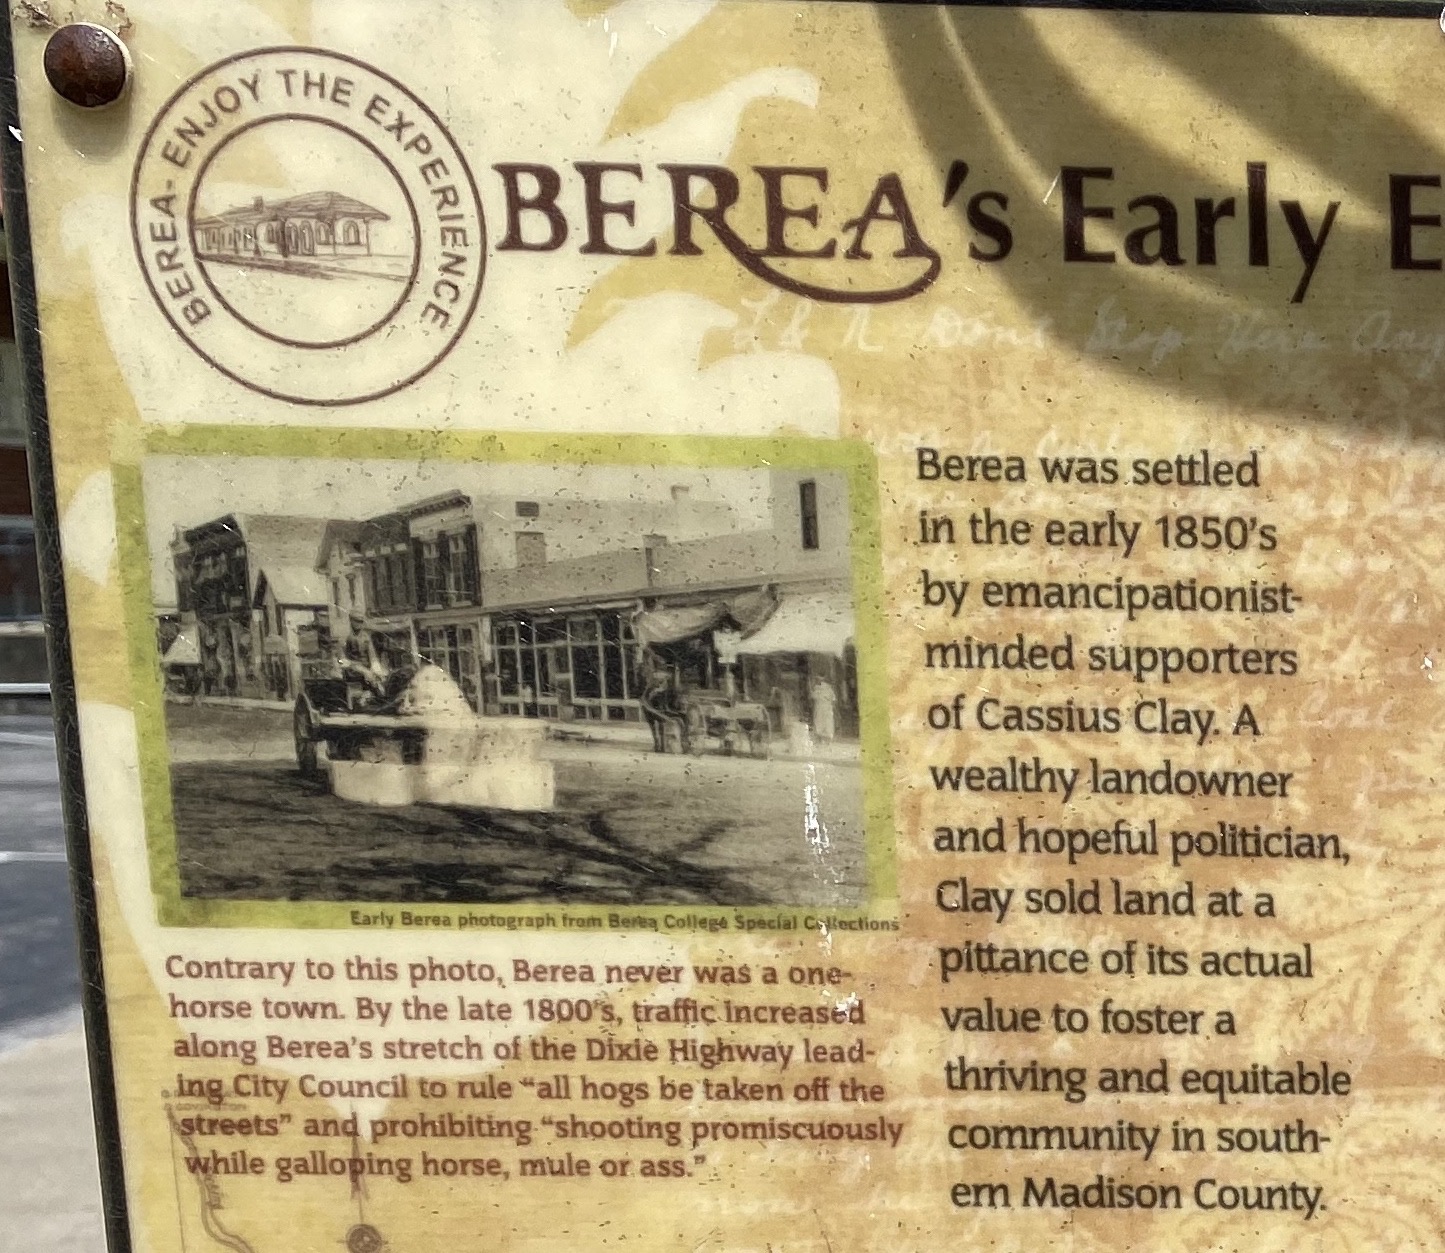 BEREA- ENJOY THE EXPERIENCE
BEREA's Early E
L & N Dont Stop Here Any
Early Berea photograph from Berea College Special Collections
Contrary to this photo, Berea never was a one-
horse town. By the late 1800's, traffic increased
along Berea's stretch of the Dixie Highway lead-
ing City Council to rule "all hogs be taken off the
streets" and prohibiting "shooting promiscuously
while galloping horse, mule or ass."
Berea was settled
in the early 1850's
by emancipationist-
minded supporters
of Cassius Clay. A
wealthy landowner
and hopeful politician,
Clay sold land at a
pittance of its actual
value to foster a
thriving and equitable
community in south-
ern Madison County.